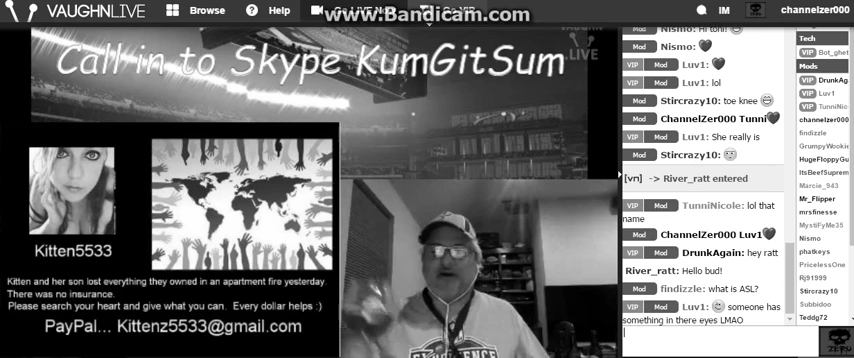 www.Bandicam.com
VAUGHNLIVE
Browse
Help
IM
channelzer000
VAUGHN
LIVE
Call in to Skype KumGitSum
Kitten5533
Kitten and her son lost everything they owned in an apartment fire yesterday.
There was no insurance.
Please search your heart and give what you can. Every dollar helps :)
PayPal... Kittenz5533@gmail.com
Mod Nismo: Hi toni!
Mod Nismo:
VIP Mod Luv1:
VIP Mod Luv1: lol
Mod Stircrazy10: toe knee
Mod ChannelZer000 Tunni
VIP Mod Luv1: She really is
Mod Stircrazy10:
[vn] -> River_ratt entered
VIP Mod TunniNicole: lol that
name
Mod ChannelZer000 Luv1
VIP Mod DrunkAgain: hey ratt
River_ratt: Hello bud!
Mod findizzle: what is ASL?
VIP Mod Luv1: someone has
something in there eyes LMAO
Tech
VIP Bot_ghet
Mods
VIP DrunkAga
VIP Luv1
VIP TunniNic
channelzer000
findizzle
GrumpyWookie
HugeFloppyGu
ItsBeefSuprem
Marcie_943
Mr_Flipper
mrsfinesse
MystiFyMe35
Nismo
phatkeys
PricelessOne
Rj91999
Stircrazy10
Subbidoo
Teddg72